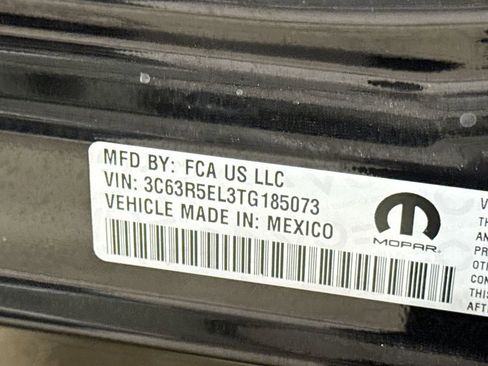 MFD BY: FCA US LLC
VIN: 3C63R5EL3TG185073
VEHICLE MADE IN: MEXICO
MOPAR